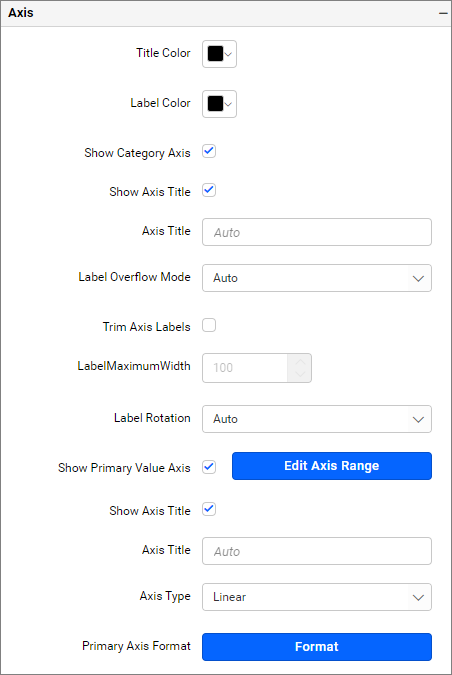 Axis
Title Color
Label Color
Show Category Axis
Show Axis Title
Axis Title Auto
Label Overflow Mode Auto
Trim Axis Labels
LabelMaximumWidth 100
Label Rotation Auto
Show Primary Value Axis Edit Axis Range
Show Axis Title
Axis Title Auto
Axis Type Linear
Primary Axis Format Format